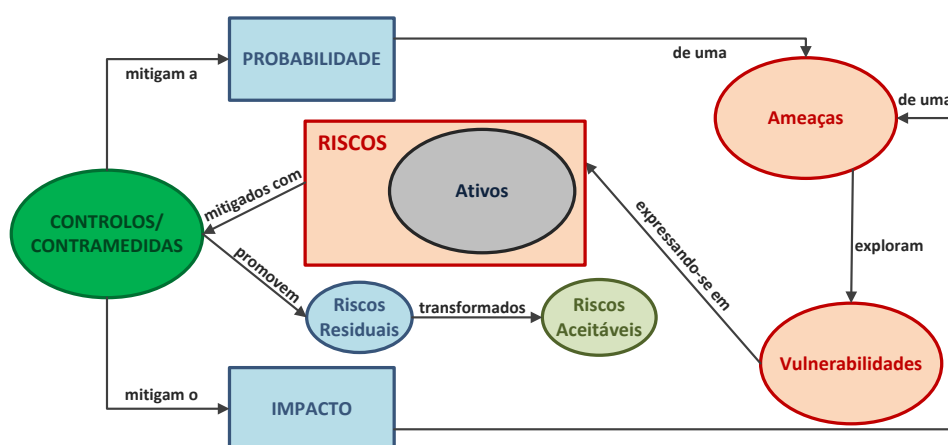 PROBABILIDADE
mitigam a
de uma
Ameaças
de uma
RISCOS
Ativos
mitigados com
CONTROLOS/
CONTRAMEDIDAS
expressando-se em
exploram
promovem
Riscos
Residuais
transformados
Riscos
Aceitáveis
Vulnerabilidades
mitigam o
IMPACTO